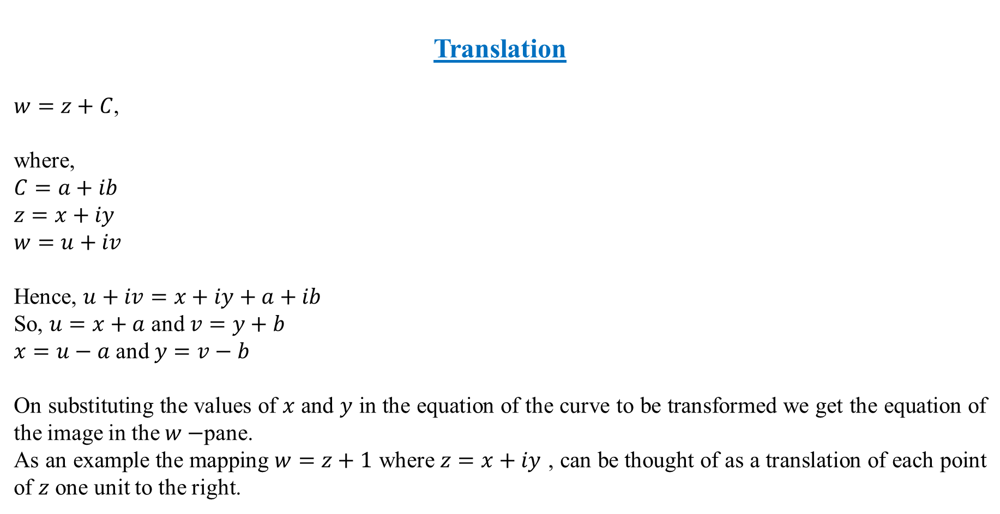 Translation
w = z + C,
where,
C = a + ib
z = x + iy
w = u + iv
Hence, u + iv = x + iy + a + ib
So, u = x + a and v = y + b
x = u − a and y = v − b
On substituting the values of x and y in the equation of the curve to be transformed we get the equation of
the image in the w −pane.
As an example the mapping w = z + 1 where z = x + iy , can be thought of as a translation of each point
of z one unit to the right.